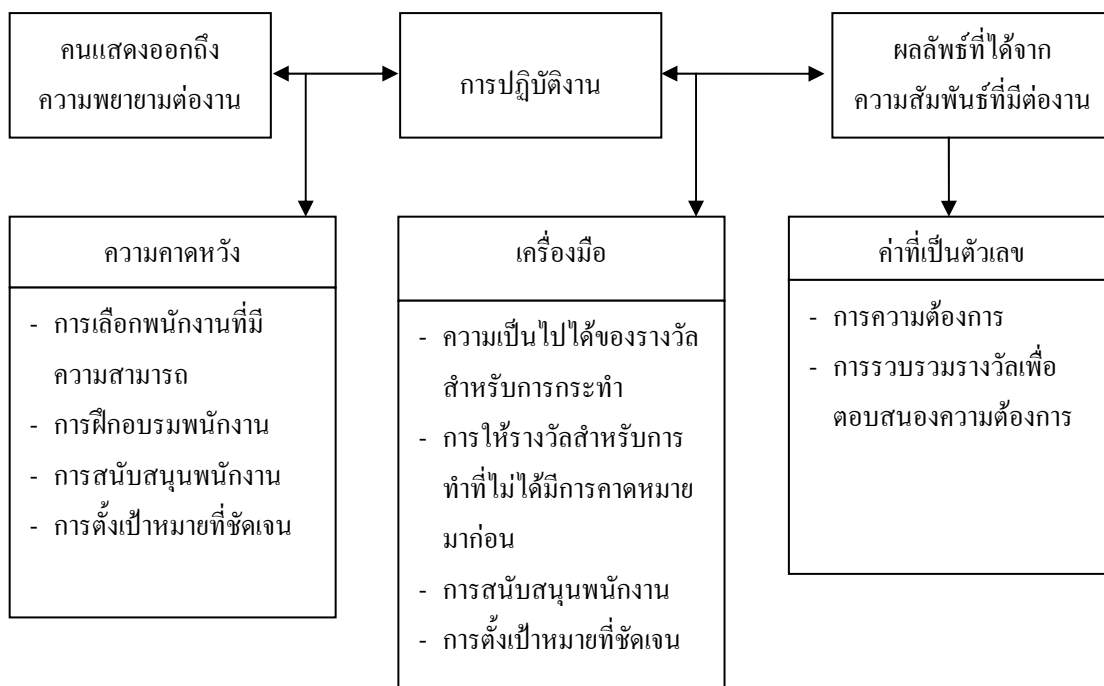 คนแสดงออกถึง
ความพยายามต่องาน
การปฏิบัติงาน
ผลลัพธ์ที่ได้จาก
ความสัมพันธ์ที่มีต่องาน
ความคาดหวัง
- การเลือกพนักงานที่มี
ความสามารถ
- การฝึกอบรมพนักงาน
- การสนับสนุนพนักงาน
- การตั้งเป้าหมายที่ชัดเจน
เครื่องมือ
- ความเป็นไปได้ของรางวัล
สำหรับการกระทำ
- การให้รางวัลสำหรับการ
ทำที่ไม่ได้มีการคาดหมาย
มาก่อน
- การสนับสนุนพนักงาน
- การตั้งเป้าหมายที่ชัดเจน
ค่าที่เป็นตัวเลข
- การความต้องการ
- การรวบรวมรางวัลเพื่อ
ตอบสนองความต้องการ